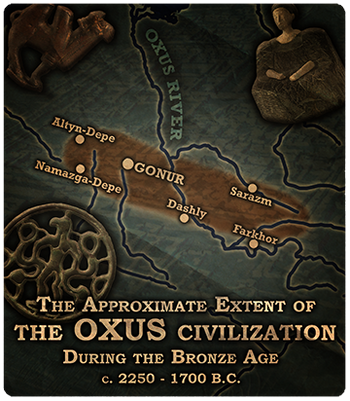 OXUS RIVER
Altyn-Depe
Namazga-Depe
GONUR
Sarazm
Dashly
Farkhor
The Approximate Extent of
the OXUS civilization
During the Bronze Age
c. 2250 - 1700 B.C.